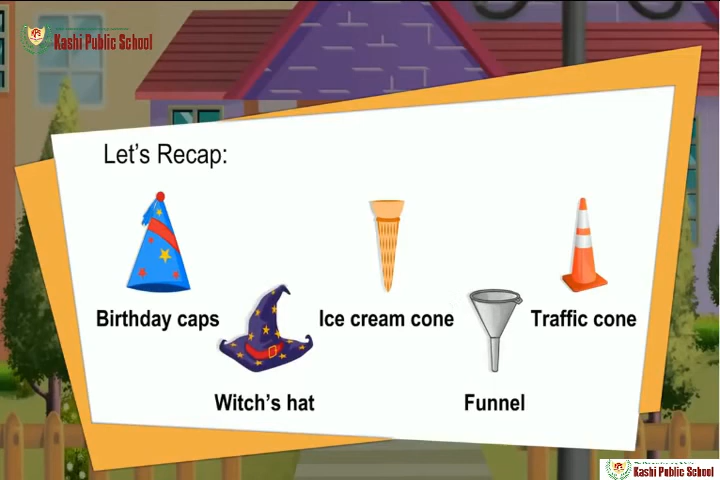 Kashi Public School
Let's Recap:
Birthday caps
Ice cream cone
Traffic cone
Witch's hat
Funnel
Kashi Public School